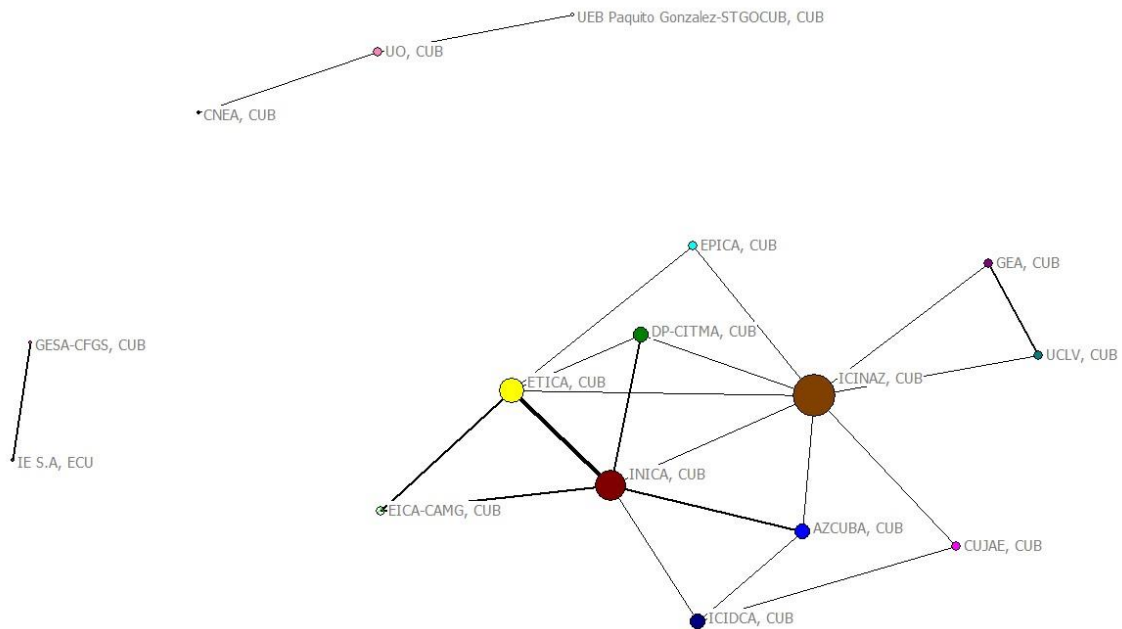 UEB Paquito Gonzalez-STGOCUB, CUB
UO, CUB
CNEA, CUB
EPICA, CUB
GEA, CUB
DP-CITMA, CUB
GESA-CFGS, CUB
UCLV, CUB
ICINAZ, CUB
ETICA, CUB
IE S.A, ECU
INICA, CUB
EICA-CAMG, CUB
AZCUBA, CUB
CUJAE, CUB
ICIDCA, CUB